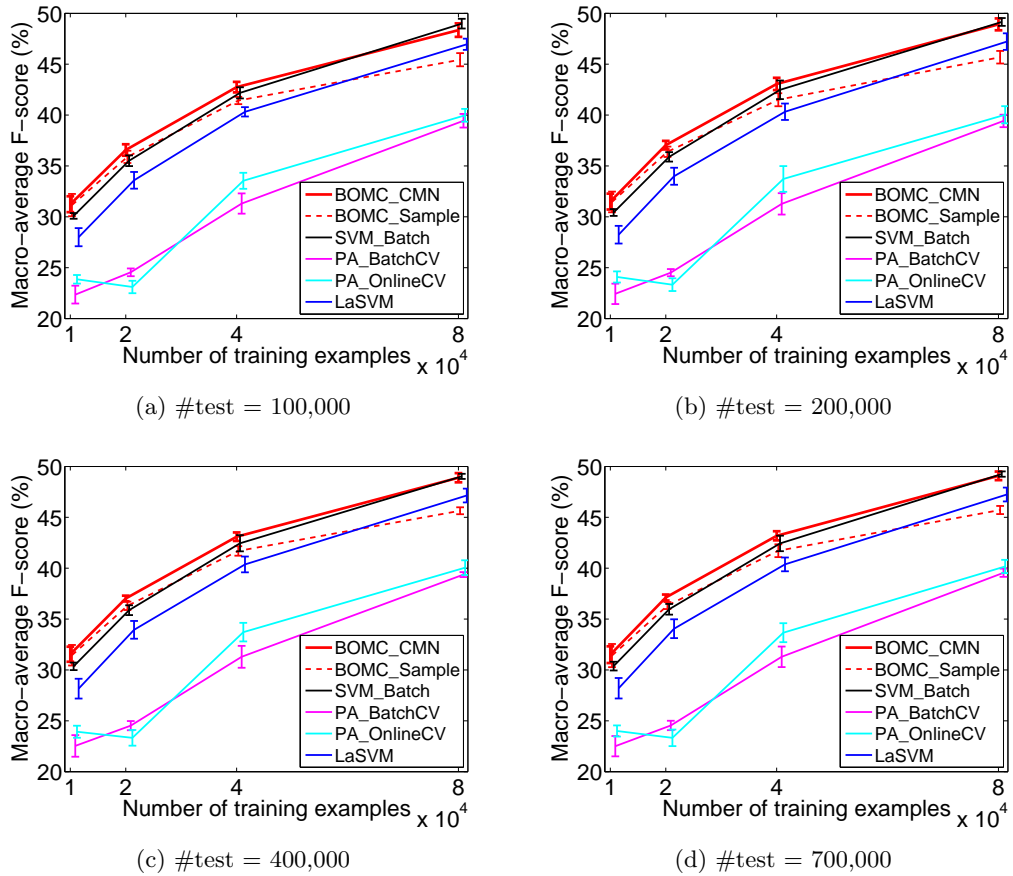 Macro-average F-score (%)
50
45
40
35
30
25
20
BOMC_CMN
BOMC_Sample
SVM_Batch
PA_BatchCV
PA_OnlineCV
LaSVM
1 2 4 8
Number of training examples x 10^4
(a) #test = 100,000
Macro-average F-score (%)
50
45
40
35
30
25
20
BOMC_CMN
BOMC_Sample
SVM_Batch
PA_BatchCV
PA_OnlineCV
LaSVM
1 2 4 8
Number of training examples x 10^4
(b) #test = 200,000
Macro-average F-score (%)
50
45
40
35
30
25
20
BOMC_CMN
BOMC_Sample
SVM_Batch
PA_BatchCV
PA_OnlineCV
LaSVM
1 2 4 8
Number of training examples x 10^4
(c) #test = 400,000
Macro-average F-score (%)
50
45
40
35
30
25
20
BOMC_CMN
BOMC_Sample
SVM_Batch
PA_BatchCV
PA_OnlineCV
LaSVM
1 2 4 8
Number of training examples x 10^4
(d) #test = 700,000